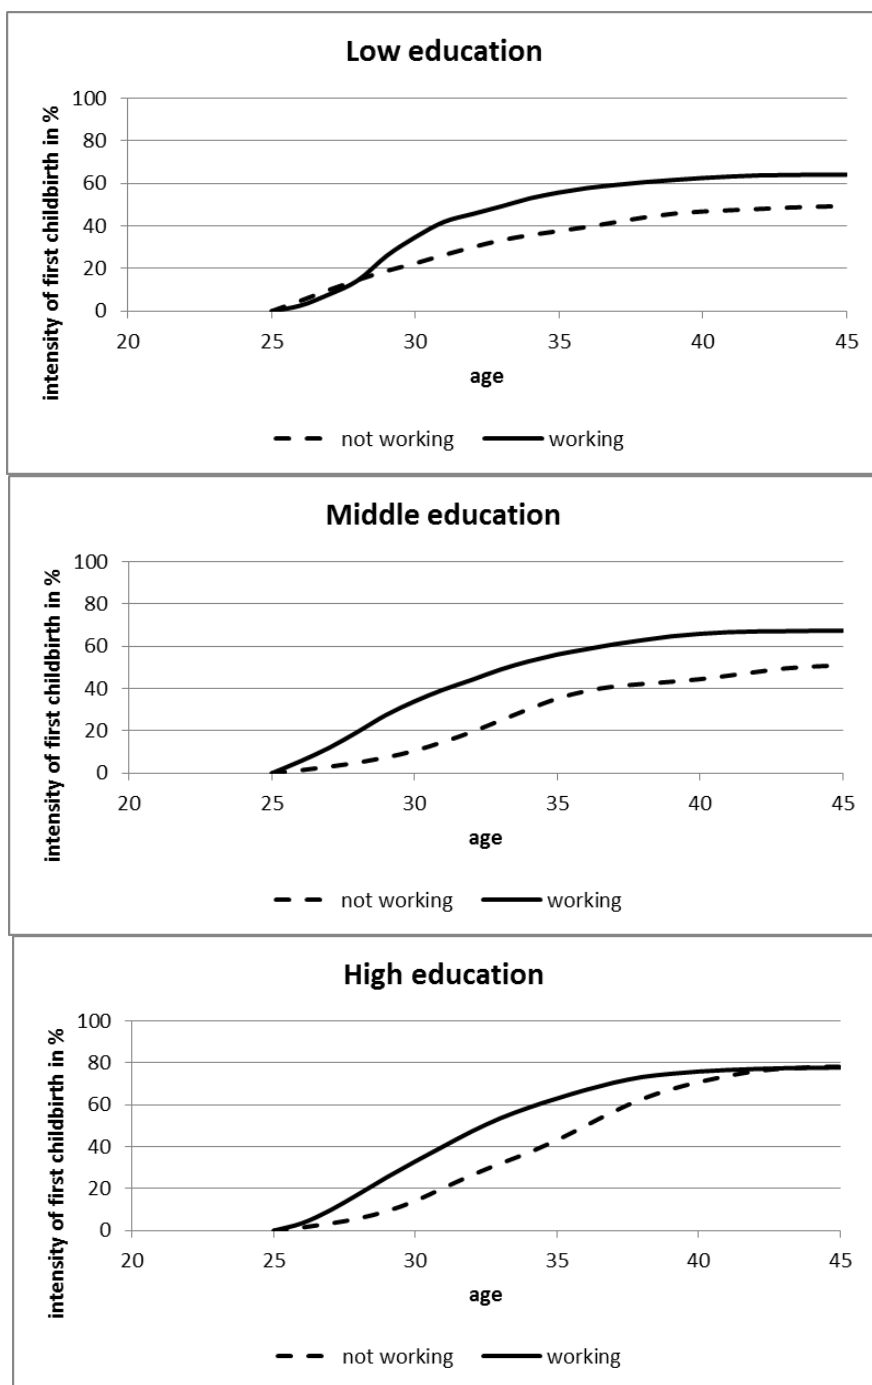 Low education
intensity of first childbirth in %
100
80
60
40
20
0
20 25 30 35 40 45
age
not working working
Middle education
intensity of first childbirth in %
100
80
60
40
20
0
20 25 30 35 40 45
age
not working working
High education
intensity of first childbirth in %
100
80
60
40
20
0
20 25 30 35 40 45
age
not working working